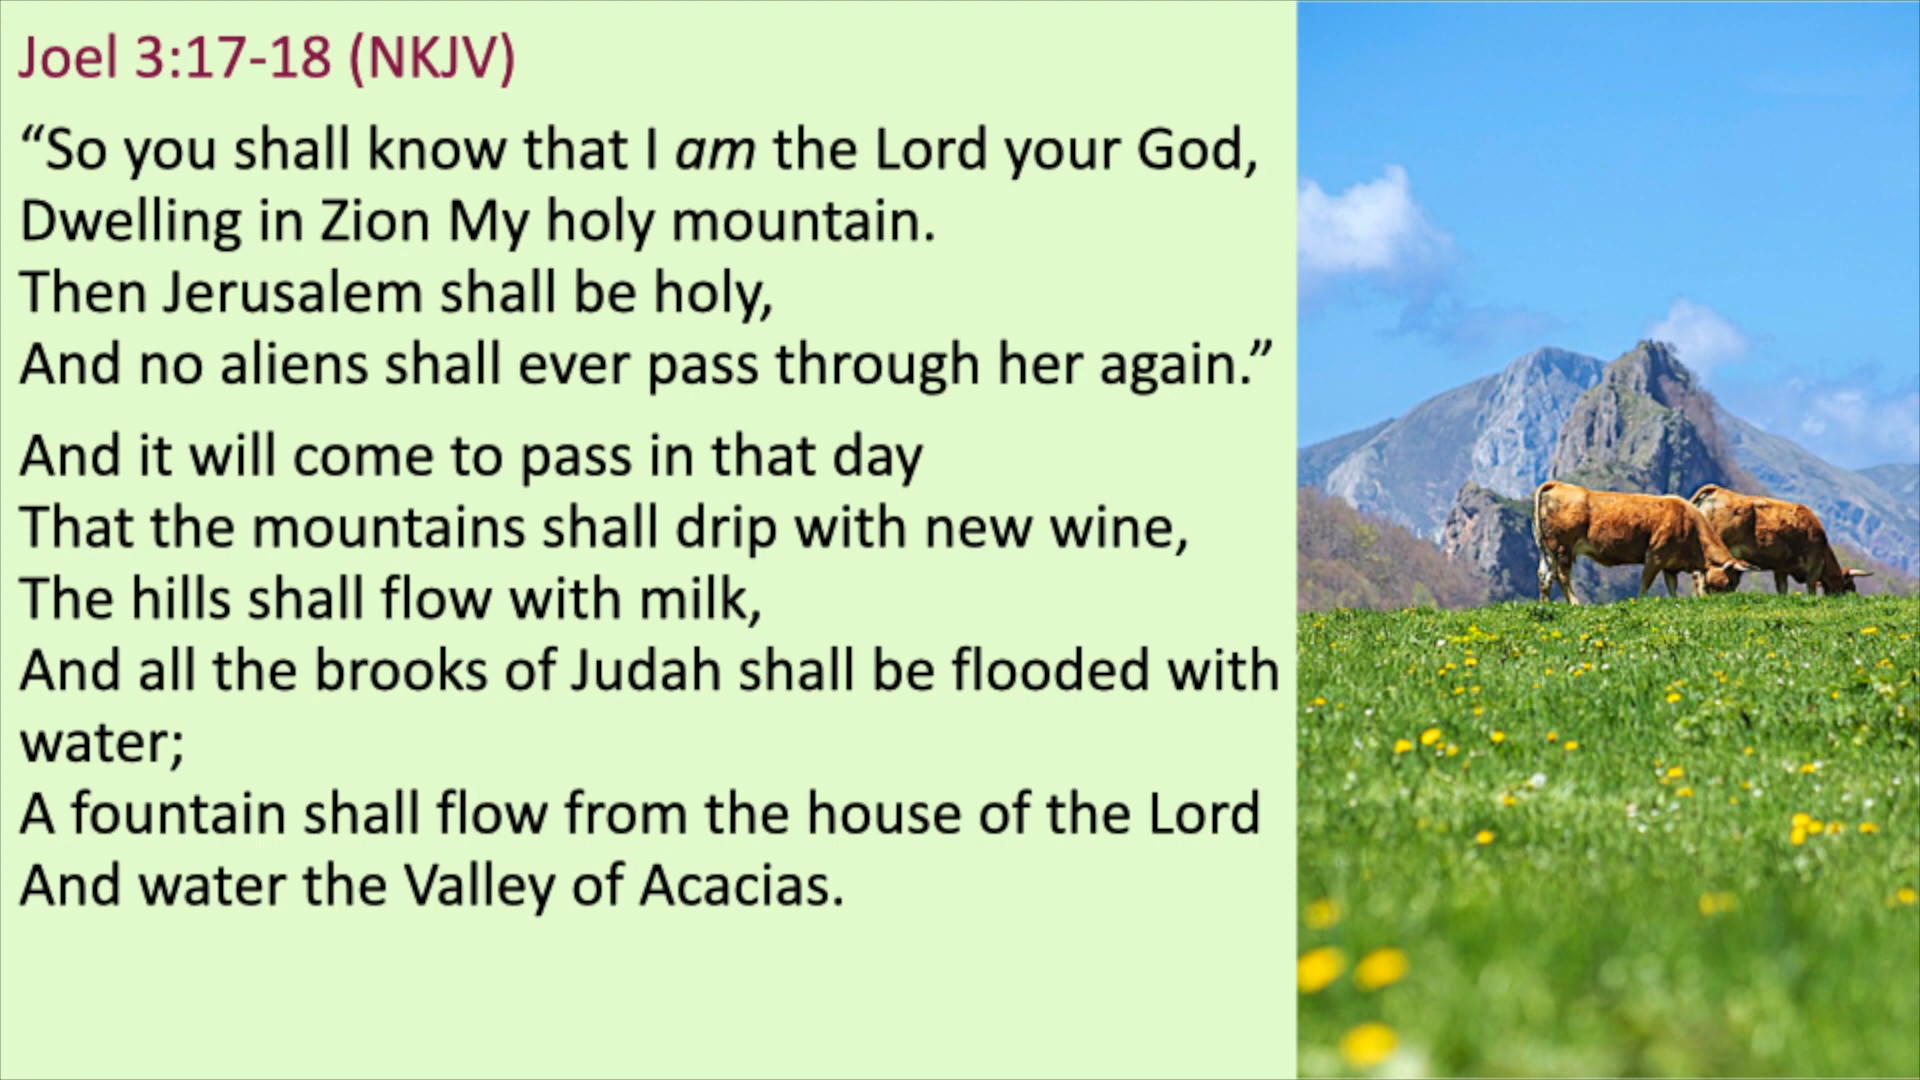 Joel 3:17-18 (NKJV)
“So you shall know that I am the Lord your God,
Dwelling in Zion My holy mountain.
Then Jerusalem shall be holy,
And no aliens shall ever pass through her again.”
And it will come to pass in that day
That the mountains shall drip with new wine,
The hills shall flow with milk,
And all the brooks of Judah shall be flooded with
water;
A fountain shall flow from the house of the Lord
And water the Valley of Acacias.